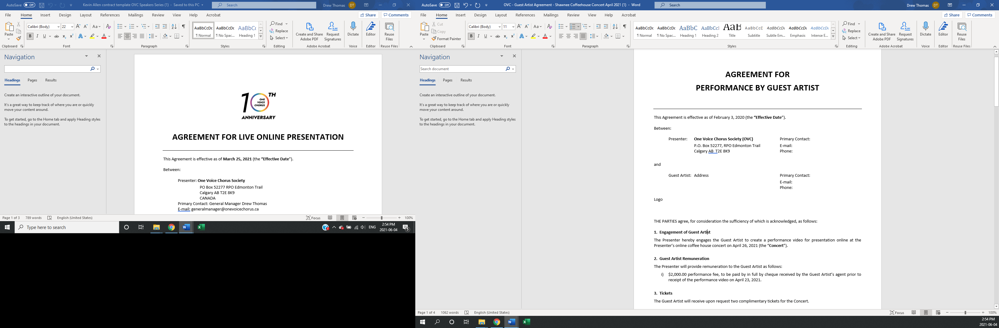 AutoSave Off Kevin Allen contract template OVC Speakers Series (1) - Saved to this PC Search Drew Thomas DT
File Home Insert Design Layout References Mailings Review View Help Acrobat Share Comments
Paste Calibri (Body) 22 A A Aa A
B I U ab x₂ x² A A
AaBbCcDc AaBbCcDc AaBbCc
¶ Normal ¶ No Spac... Heading 1
Find Replace Select
Create and Share Adobe PDF Request Signatures Dictate Editor Reuse Files
Clipboard Font Paragraph Styles Editing Adobe Acrobat Voice Editor Reuse Files
Navigation
Headings Pages Results
Create an interactive outline of your document.
It's a great way to keep track of where you are or quickly
move your content around.
To get started, go to the Home tab and apply Heading styles
to the headings in your document.
10TH
ONE
VOICE
CHORUS
ANNIVERSARY
AGREEMENT FOR LIVE ONLINE PRESENTATION
This Agreement is effective as of March 25, 2021 (the “Effective Date”).
Between:
Presenter: One Voice Chorus Society
PO Box 52277 RPO Edmonton Trail
Calgary AB T2E 8K9
CANADA
Primary Contact: General Manager Drew Thomas
E-mail: generalmanager@onevoicechorus.ca
Page 1 of 3 789 words English (United States) Focus 100%
Type here to search ENG 2:54 PM 2021-06-04 5
AutoSave Off OVC - Guest Artist Agreement - Shawnee Coffeehouse Concert April 2021 (1) - Word Search Drew Thomas DT
File Home Insert Design Layout References Mailings Review View Help Acrobat Share Comments
Paste Cut Copy Format Painter Calibri (Body) 11 A A Aa A
B I U ab x₂ x² A A
AaBbCcDc AaBbCcDc AaBbC AaBbCcl AaB AaBbCcD AaBbCcDc AaBbCcDc AaBbCcDc
¶ Normal ¶ No Spac... Heading 1 Heading 2 Title Subtitle Subtle Em... Emphasis Intense E...
Find Replace Select
Create and Share Adobe PDF Request Signatures Dictate Editor Reuse Files
Clipboard Font Paragraph Styles Editing Adobe Acrobat Voice Editor Reuse Files
Navigation
Search document
Headings Pages Results
Create an interactive outline of your document.
It's a great way to keep track of where you are or quickly
move your content around.
To get started, go to the Home tab and apply Heading styles
to the headings in your document.
AGREEMENT FOR
PERFORMANCE BY GUEST ARTIST
This Agreement is effective as of February 3, 2020 (the “Effective Date”).
Between:
Presenter: One Voice Chorus Society (OVC) Primary Contact:
P.O. Box 52277, RPO Edmonton Trail E-mail:
Calgary AB T2E 8K9 Phone:
and
Guest Artist: Address Primary Contact:
E-mail:
Phone:
Logo
THE PARTIES agree, for consideration the sufficiency of which is acknowledged, as follows:
1. Engagement of Guest Artist
The Presenter hereby engages the Guest Artist to create a performance video for presentation online at the
Presenter’s online coffee house concert on April 26, 2021 (the “Concert”).
2. Guest Artist Remuneration
The Presenter will provide remuneration to the Guest Artist as follows:
i) $2,000.00 performance fee, to be paid by in full by cheque received by the Guest Artist’s agent prior to
receipt of the performance video on April 23, 2021.
3. Tickets
The Guest Artist will receive upon request two complimentary tickets for the Concert.
Page 1 of 4 1062 words English (United States) Focus 100%
2:54 PM
2021-06-04